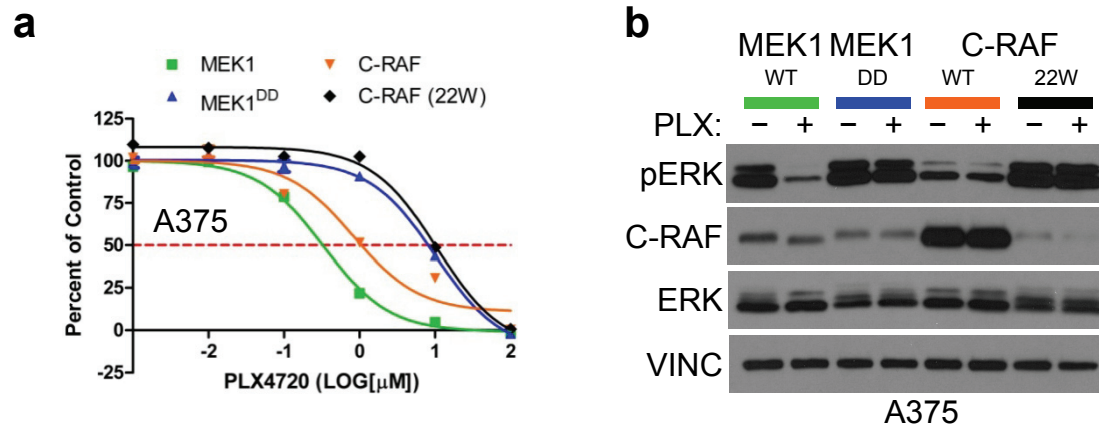 a
MEK1
C-RAF
MEK1DD
C-RAF (22W)
125
100
75
50
25
0
-25
Percent of Control
A375
-2
-1
0
1
2
PLX4720 (LOG[μM])
b
MEK1 MEK1 C-RAF
WT DD WT 22W
PLX: − + − + − + − +
pERK
C-RAF
ERK
VINC
A375